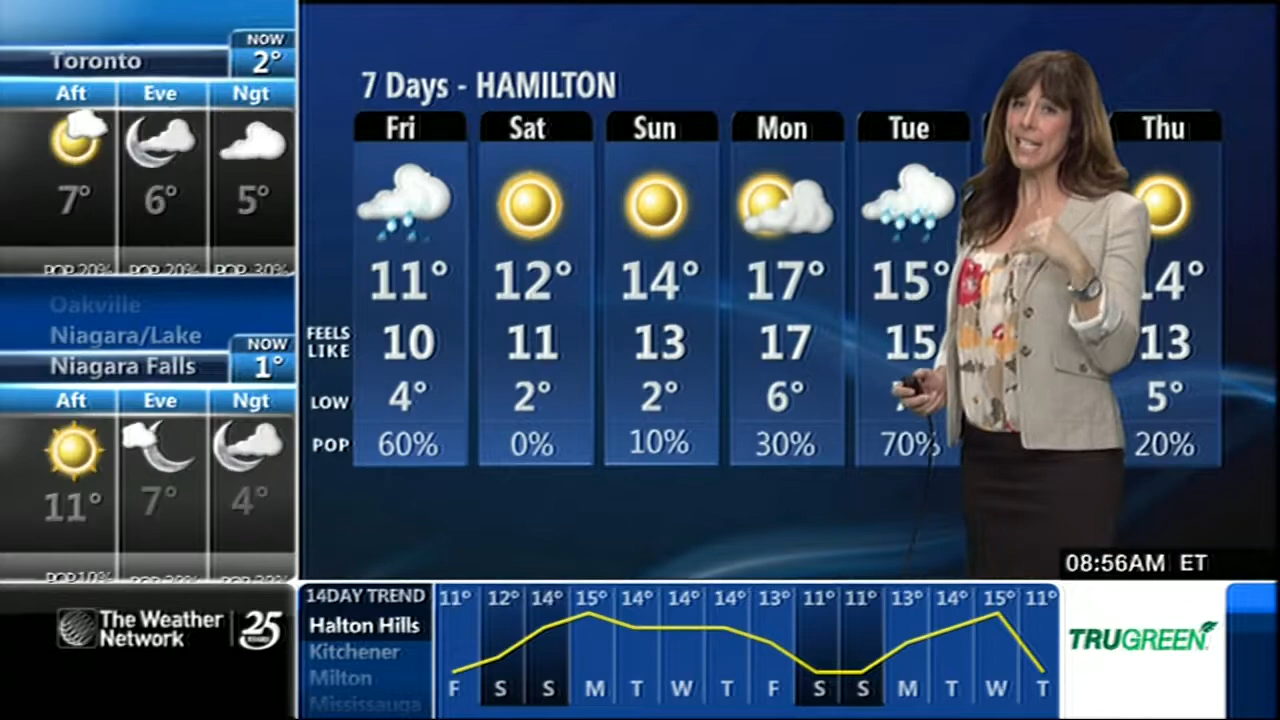 Toronto
NOW
2°
Aft Eve Ngt
7° 6° 5°
POP 20% POP 20% POP 30%
Oakville
Niagara/Lake
Niagara Falls
NOW
1°
Aft Eve Ngt
11° 7° 4°
POP 10%
The Weather
Network
25
7 Days - HAMILTON
Fri Sat Sun Mon Tue Thu
11° 12° 14° 17° 15° 14°
FEELS
LIKE
10 11 13 17 15 13
LOW
4° 2° 2° 6° 5°
POP
60% 0% 10% 30% 70% 20%
08:56AM ET
14DAY TREND
Halton Hills
Kitchener
Milton
Mississauga
11° 12° 14° 15° 14° 14° 14° 13° 11° 11° 13° 14° 15° 11°
F S S M T W T F S S M T W T
TRUGREEN